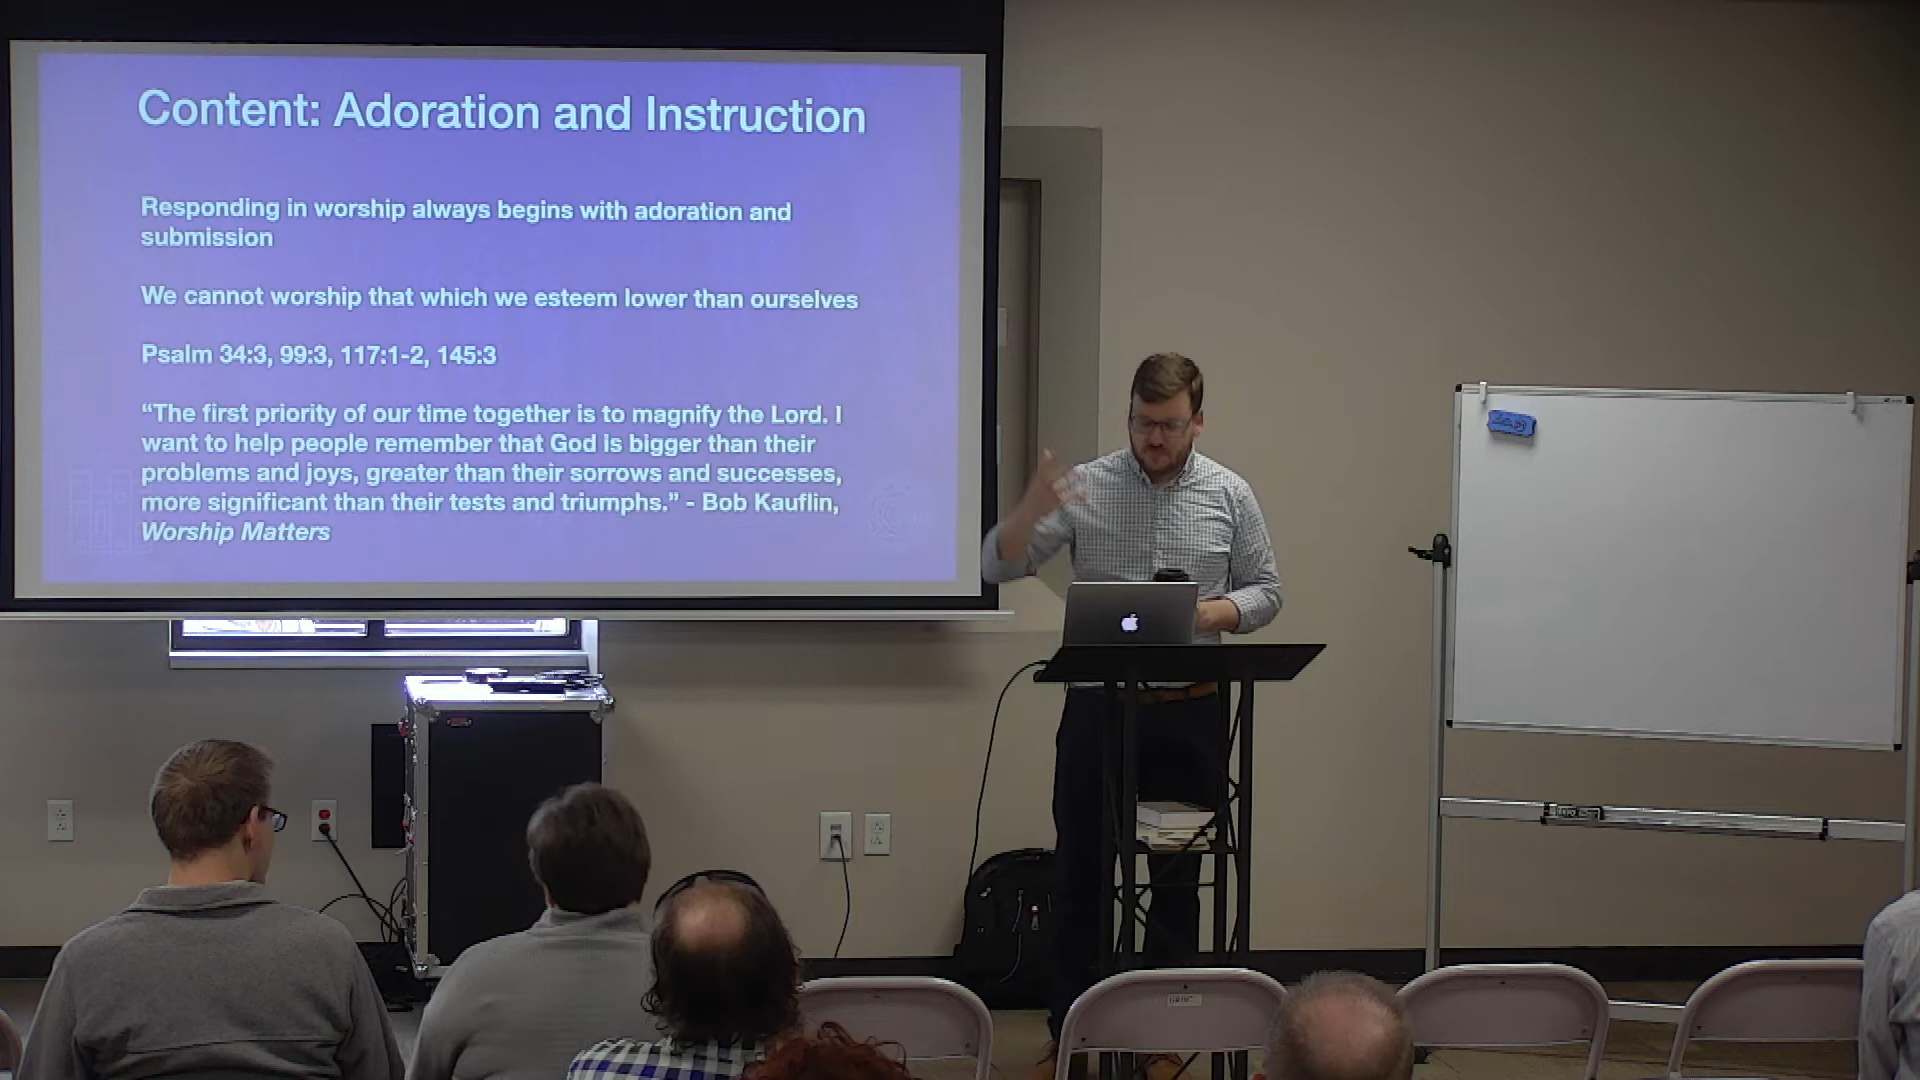 Content: Adoration and Instruction
Responding in worship always begins with adoration and
submission
We cannot worship that which we esteem lower than ourselves
Psalm 34:3, 99:3, 117:1-2, 145:3
“The first priority of our time together is to magnify the Lord. I
want to help people remember that God is bigger than their
problems and joys, greater than their sorrows and successes,
more significant than their tests and triumphs.” - Bob Kauflin,
Worship Matters